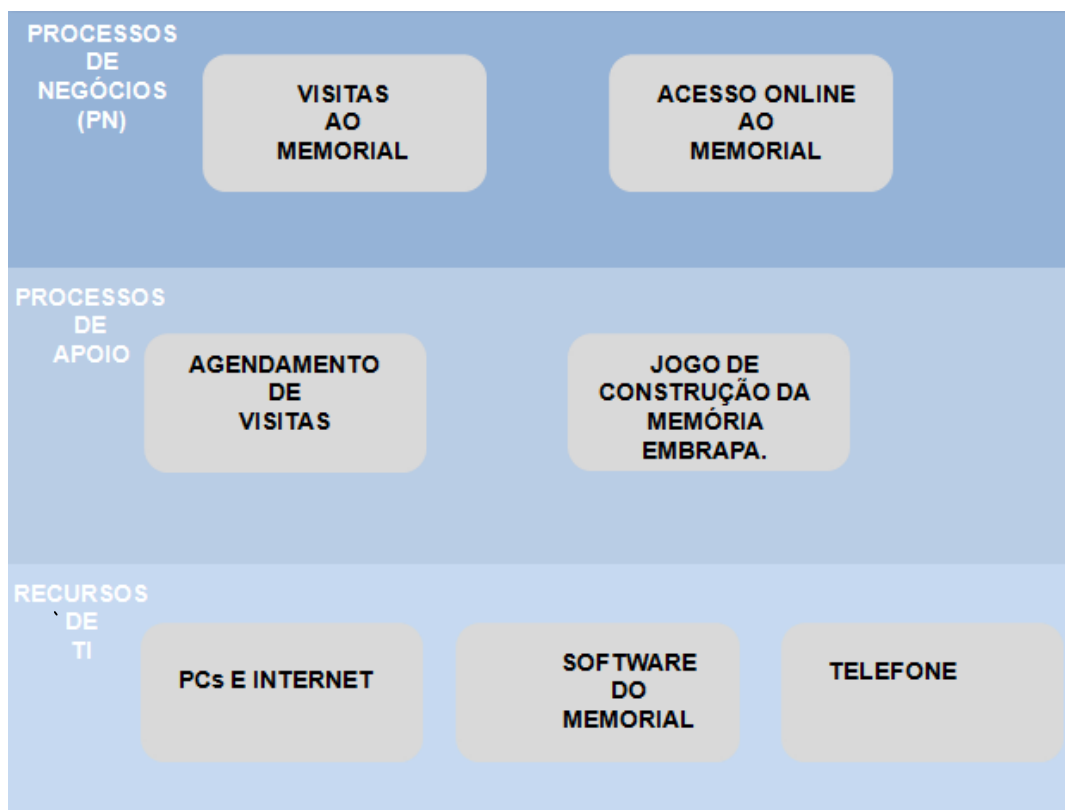 PROCESSOS
DE
NEGÓCIOS
(PN)
VISITAS
AO
MEMORIAL
ACESSO ONLINE
AO
MEMORIAL
PROCESSOS
DE
APOIO
AGENDAMENTO
DE
VISITAS
JOGO DE
CONSTRUÇÃO DA
MEMÓRIA
EMBRAPA.
RECURSOS
DE
TI
PCs E INTERNET
SOFTWARE
DO
MEMORIAL
TELEFONE